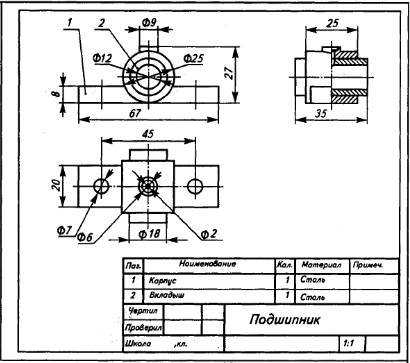 1 2 Ф9
Ф12 Ф25
8 27
67
25
35
45
20
Ф7
Ф6 Ф18 Ф2
Поз. Наименование Кол. Материал Примеч.
1 Корпус 1 Сталь
2 Вкладыш 1 Сталь
Чертил
Проверил
Подшипник
Школа ,кл. 1:1